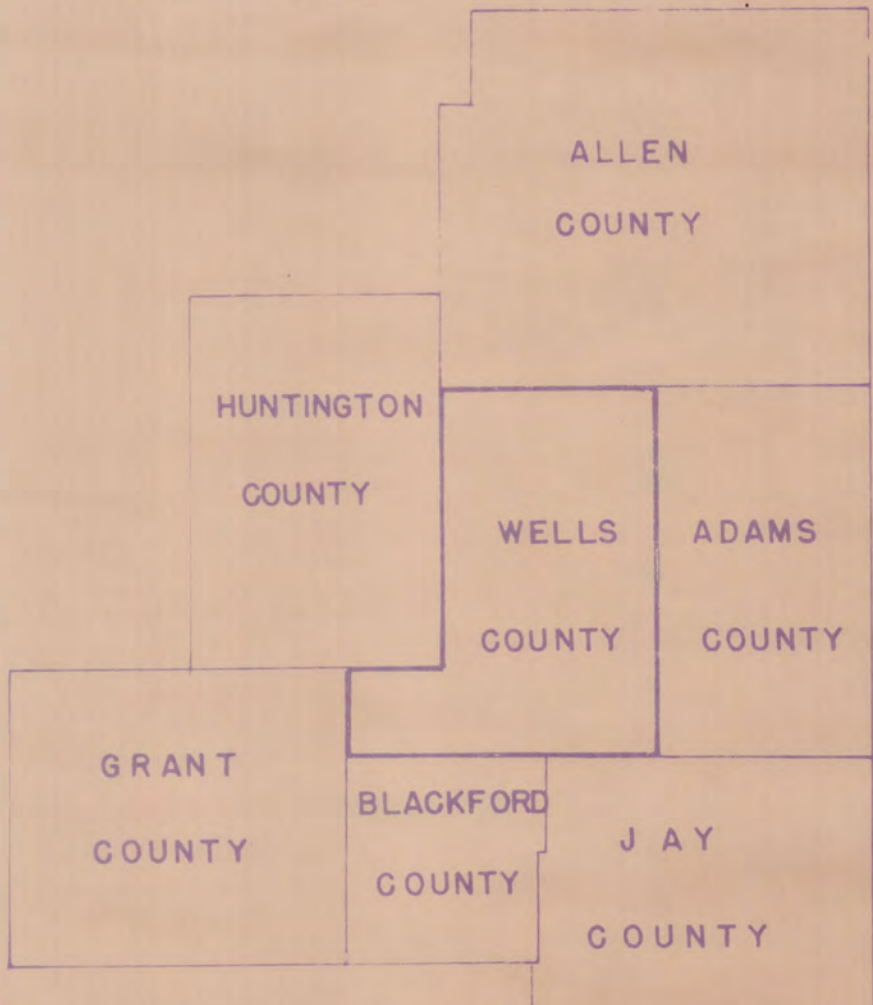 ALLEN
COUNTY
HUNTINGTON
COUNTY
WELLS
COUNTY
ADAMS
COUNTY
GRANT
COUNTY
BLACKFORD
COUNTY
JAY
COUNTY